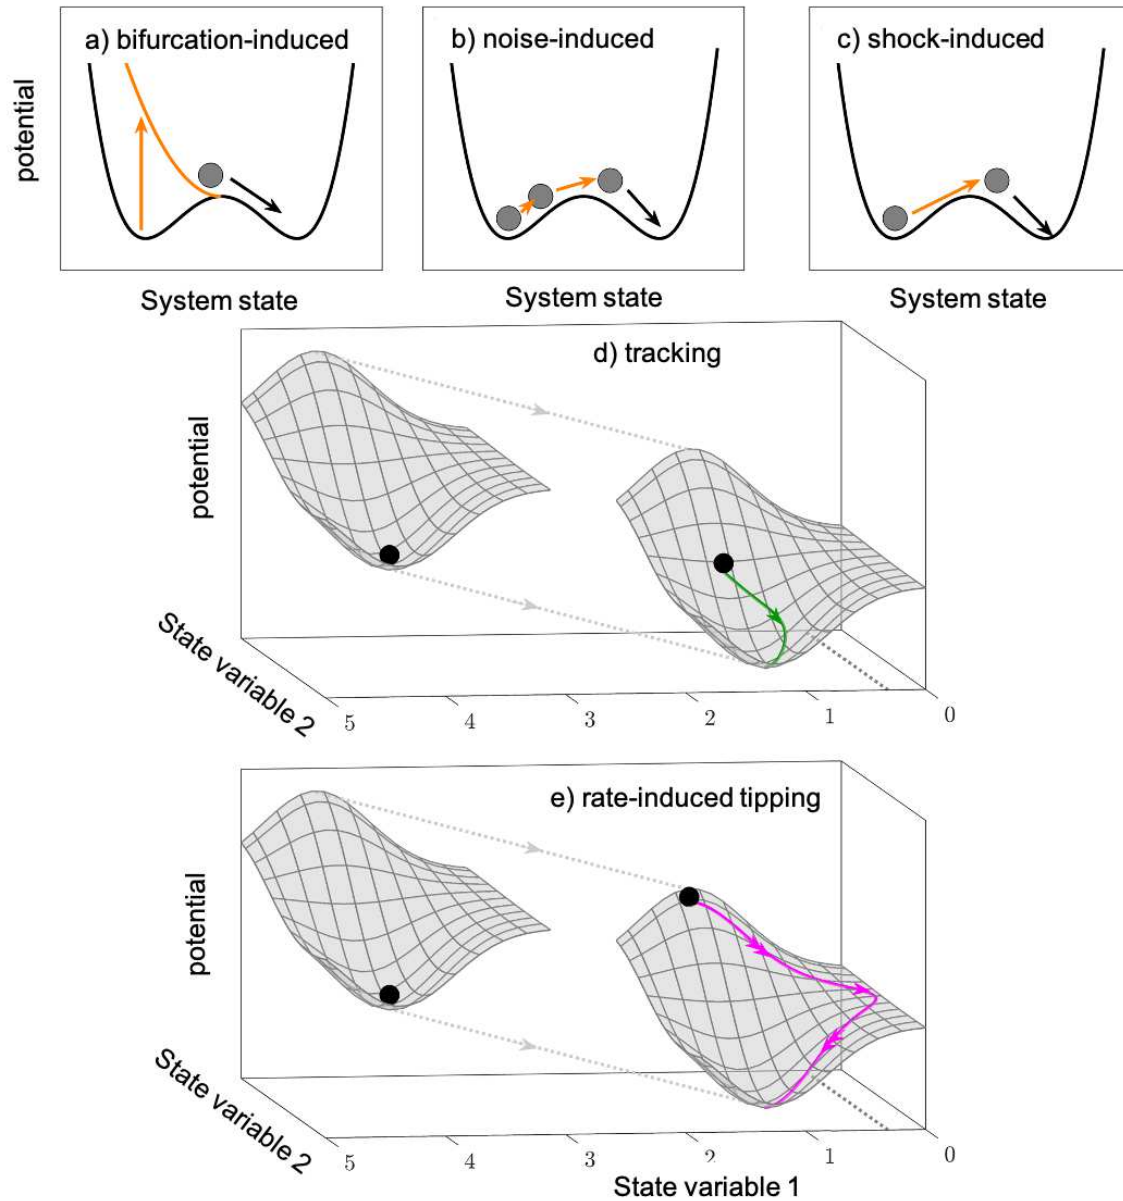 a) bifurcation-induced
b) noise-induced
c) shock-induced
potential
System state
System state
System state
d) tracking
potential
State variable 2
5
4
3
2
1
0
e) rate-induced tipping
potential
State variable 2
5
4
3
2
1
0
State variable 1